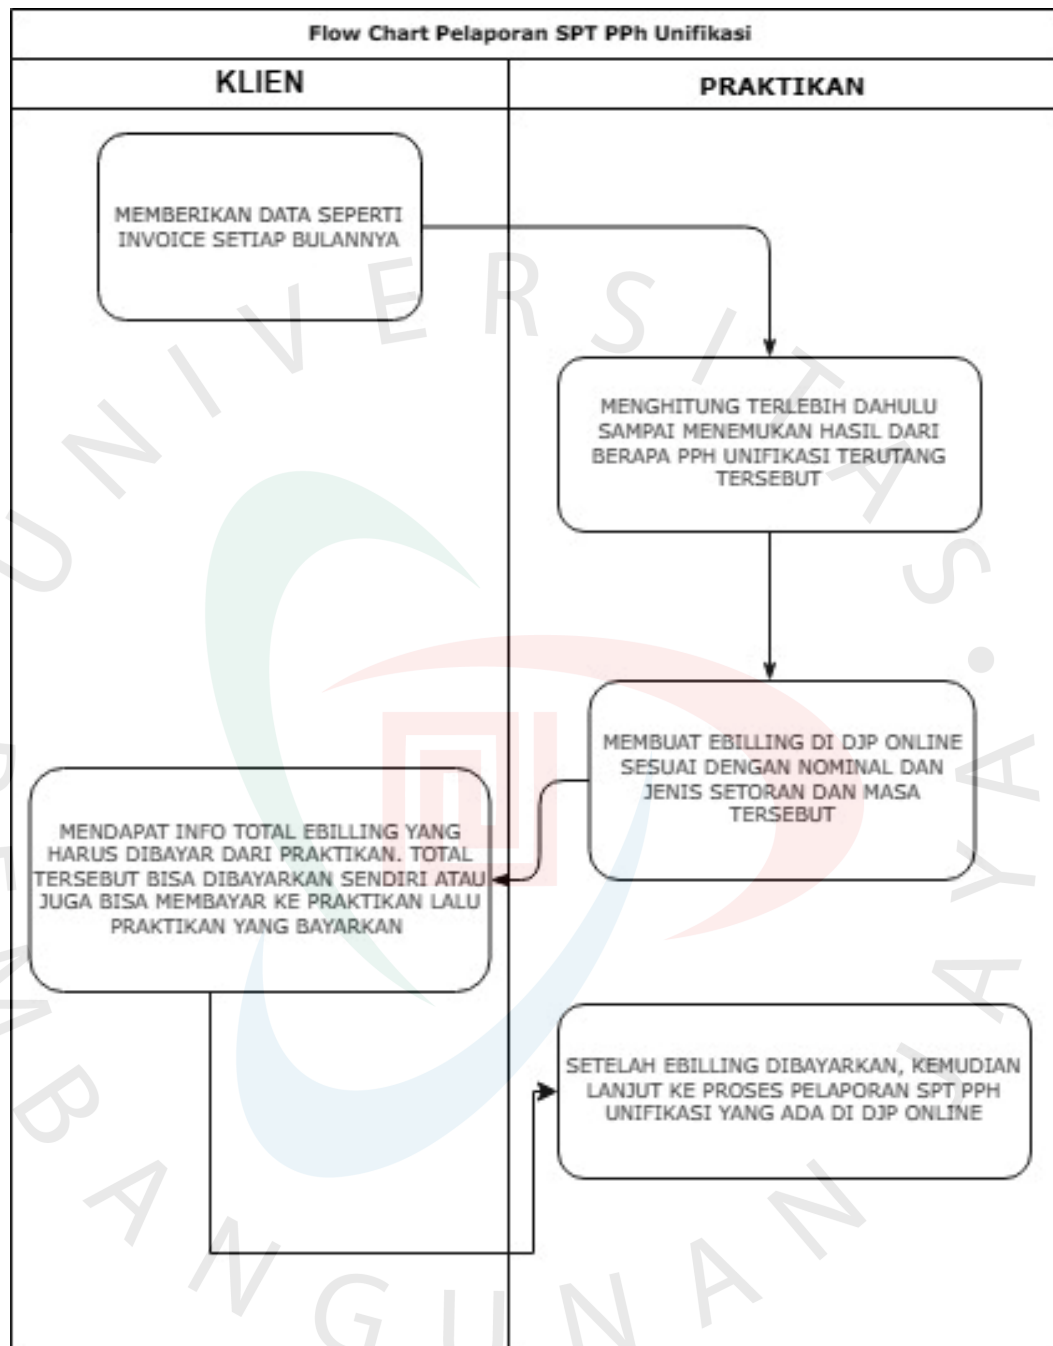 Flow Chart Pelaporan SPT PPh Unifikasi
KLIEN
PRAKTIKAN
MEMBERIKAN DATA SEPERTI
INVOICE SETIAP BULANNYA
MENGHITUNG TERLEBIH DAHULU
SAMPAI MENEMUKAN HASIL DARI
BERAPA PPH UNIFIKASI TERUTANG
TERSEBUT
MEMBUAT EBILLING DI DJP ONLINE
SESUAI DENGAN NOMINAL DAN
JENIS SETORAN DAN MASA
TERSEBUT
MENDAPAT INFO TOTAL EBILLING YANG
HARUS DIBAYAR DARI PRAKTIKAN. TOTAL
TERSEBUT BISA DIBAYARKAN SENDIRI ATAU
JUGA BISA MEMBAYAR KE PRAKTIKAN LALU
PRAKTIKAN YANG BAYARKAN
SETELAH EBILLING DIBAYARKAN, KEMUDIAN
LANJUT KE PROSES PELAPORAN SPT PPH
UNIFIKASI YANG ADA DI DJP ONLINE
UNIVERSITAS
PEMBANGUNAN JAYA